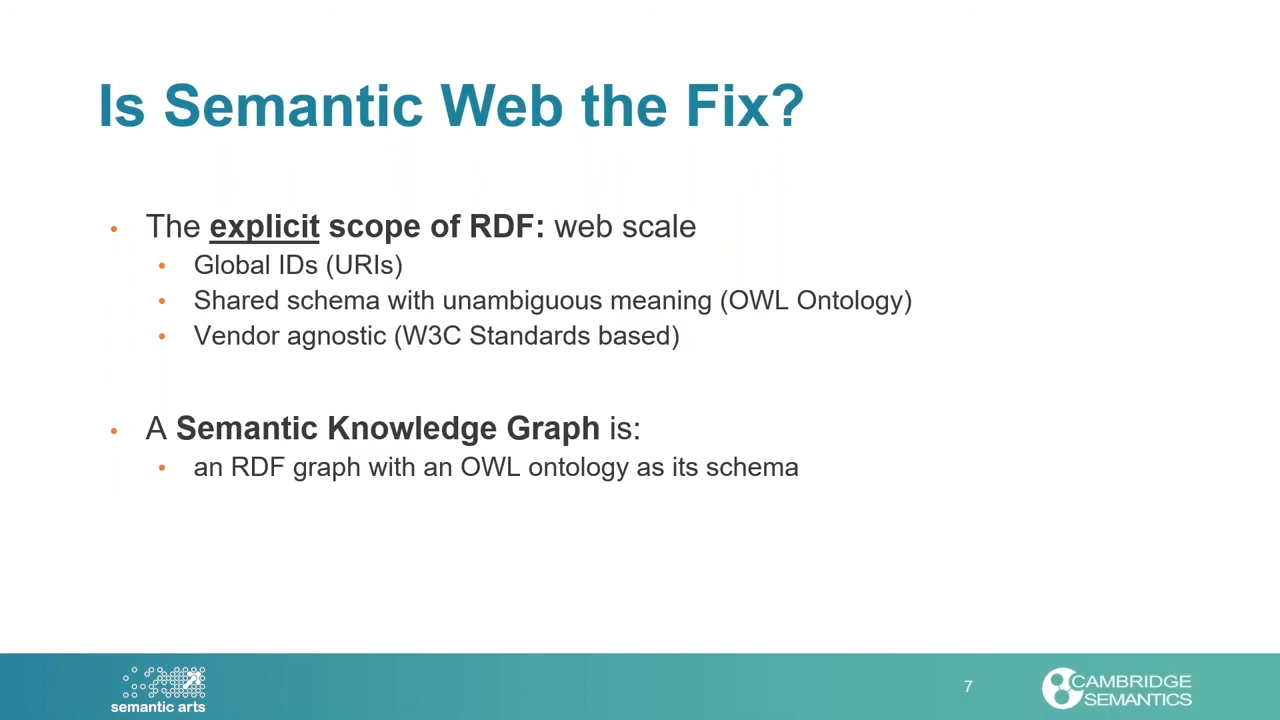 Is Semantic Web the Fix?
• The explicit scope of RDF: web scale
• Global IDs (URIs)
• Shared schema with unambiguous meaning (OWL Ontology)
• Vendor agnostic (W3C Standards based)
• A Semantic Knowledge Graph is:
• an RDF graph with an OWL ontology as its schema
semantic arts
7
CAMBRIDGE
SEMANTICS